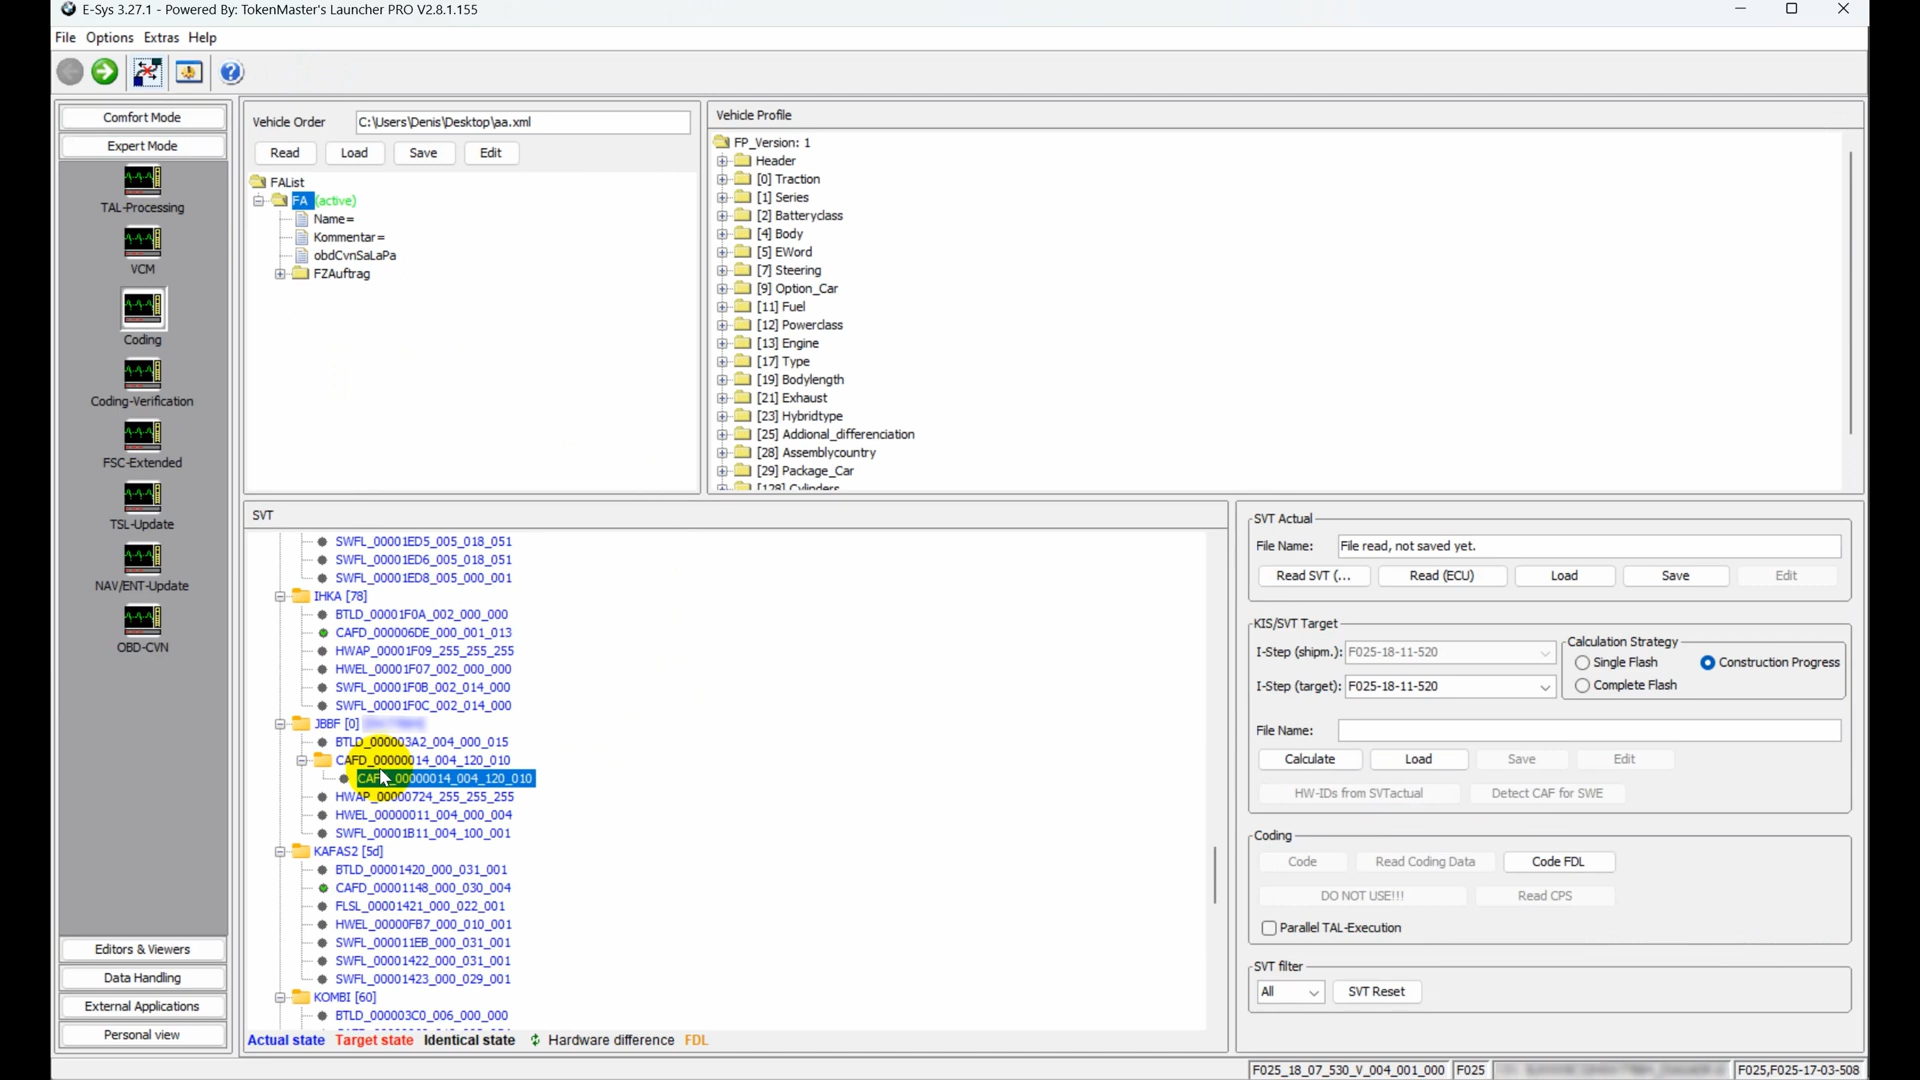 E-Sys 3.27.1 - Powered By: TokenMaster's Launcher PRO V2.8.1.155
File Options Extras Help
Comfort Mode
Expert Mode
TAL-Processing
VCM
Coding
Coding-Verification
FSC-Extended
TSL-Update
NAV/ENT-Update
OBD-CVN
Editors & Viewers
Data Handling
External Applications
Personal view
Vehicle Order C:\Users\Denis\Desktop\aa.xml
Read Load Save Edit
FAList
FA (active)
Name=
Kommentar=
obdCvnSaLaPa
FZAuftrag
Vehicle Profile
FP_Version: 1
Header
[0] Traction
[1] Series
[2] Batteryclass
[4] Body
[5] EWord
[7] Steering
[9] Option_Car
[11] Fuel
[12] Powerclass
[13] Engine
[17] Type
[19] Bodylength
[21] Exhaust
[23] Hybridtype
[25] Addional_differenciation
[28] Assemblycountry
[29] Package_Car
[128] Cylinders
SVT
SWFL_00001ED5_005_018_051
SWFL_00001ED6_005_018_051
SWFL_00001ED8_005_000_001
IHKA [78]
BTLD_00001F0A_002_000_000
CAFD_000006DE_000_001_013
HWAP_00001F09_255_255_255
HWEL_00001F07_002_000_000
SWFL_00001F0B_002_014_000
SWFL_00001F0C_002_014_000
JBBF [0]
BTLD_000003A2_004_000_015
CAFD_00000014_004_120_010
CAFD_00000014_004_120_010
HWAP_00000724_255_255_255
HWEL_00000011_004_000_004
SWFL_00001B11_004_100_001
KAFAS2 [5d]
BTLD_00001420_000_031_001
CAFD_00001148_000_030_004
FLSL_00001421_000_022_001
HWEL_00000FB7_000_010_001
SWFL_000011EB_000_031_001
SWFL_00001422_000_031_001
SWFL_00001423_000_029_001
KOMBI [60]
BTLD_000003C0_006_000_000
Actual state Target state Identical state Hardware difference FDL
SVT Actual
File Name: File read, not saved yet.
Read SVT (... Read (ECU) Load Save Edit
KIS/SVT Target
I-Step (shipm.): F025-18-11-520
I-Step (target): F025-18-11-520
Calculation Strategy
Single Flash Construction Progress
Complete Flash
File Name:
Calculate Load Save Edit
HW-IDs from SVTactual Detect CAF for SWE
Coding
Code Read Coding Data Code FDL
DO NOT USE!!! Read CPS
Parallel TAL-Execution
SVT filter
All SVT Reset
F025_18_07_530_V_004_001_000 F025 F025,F025-17-03-508